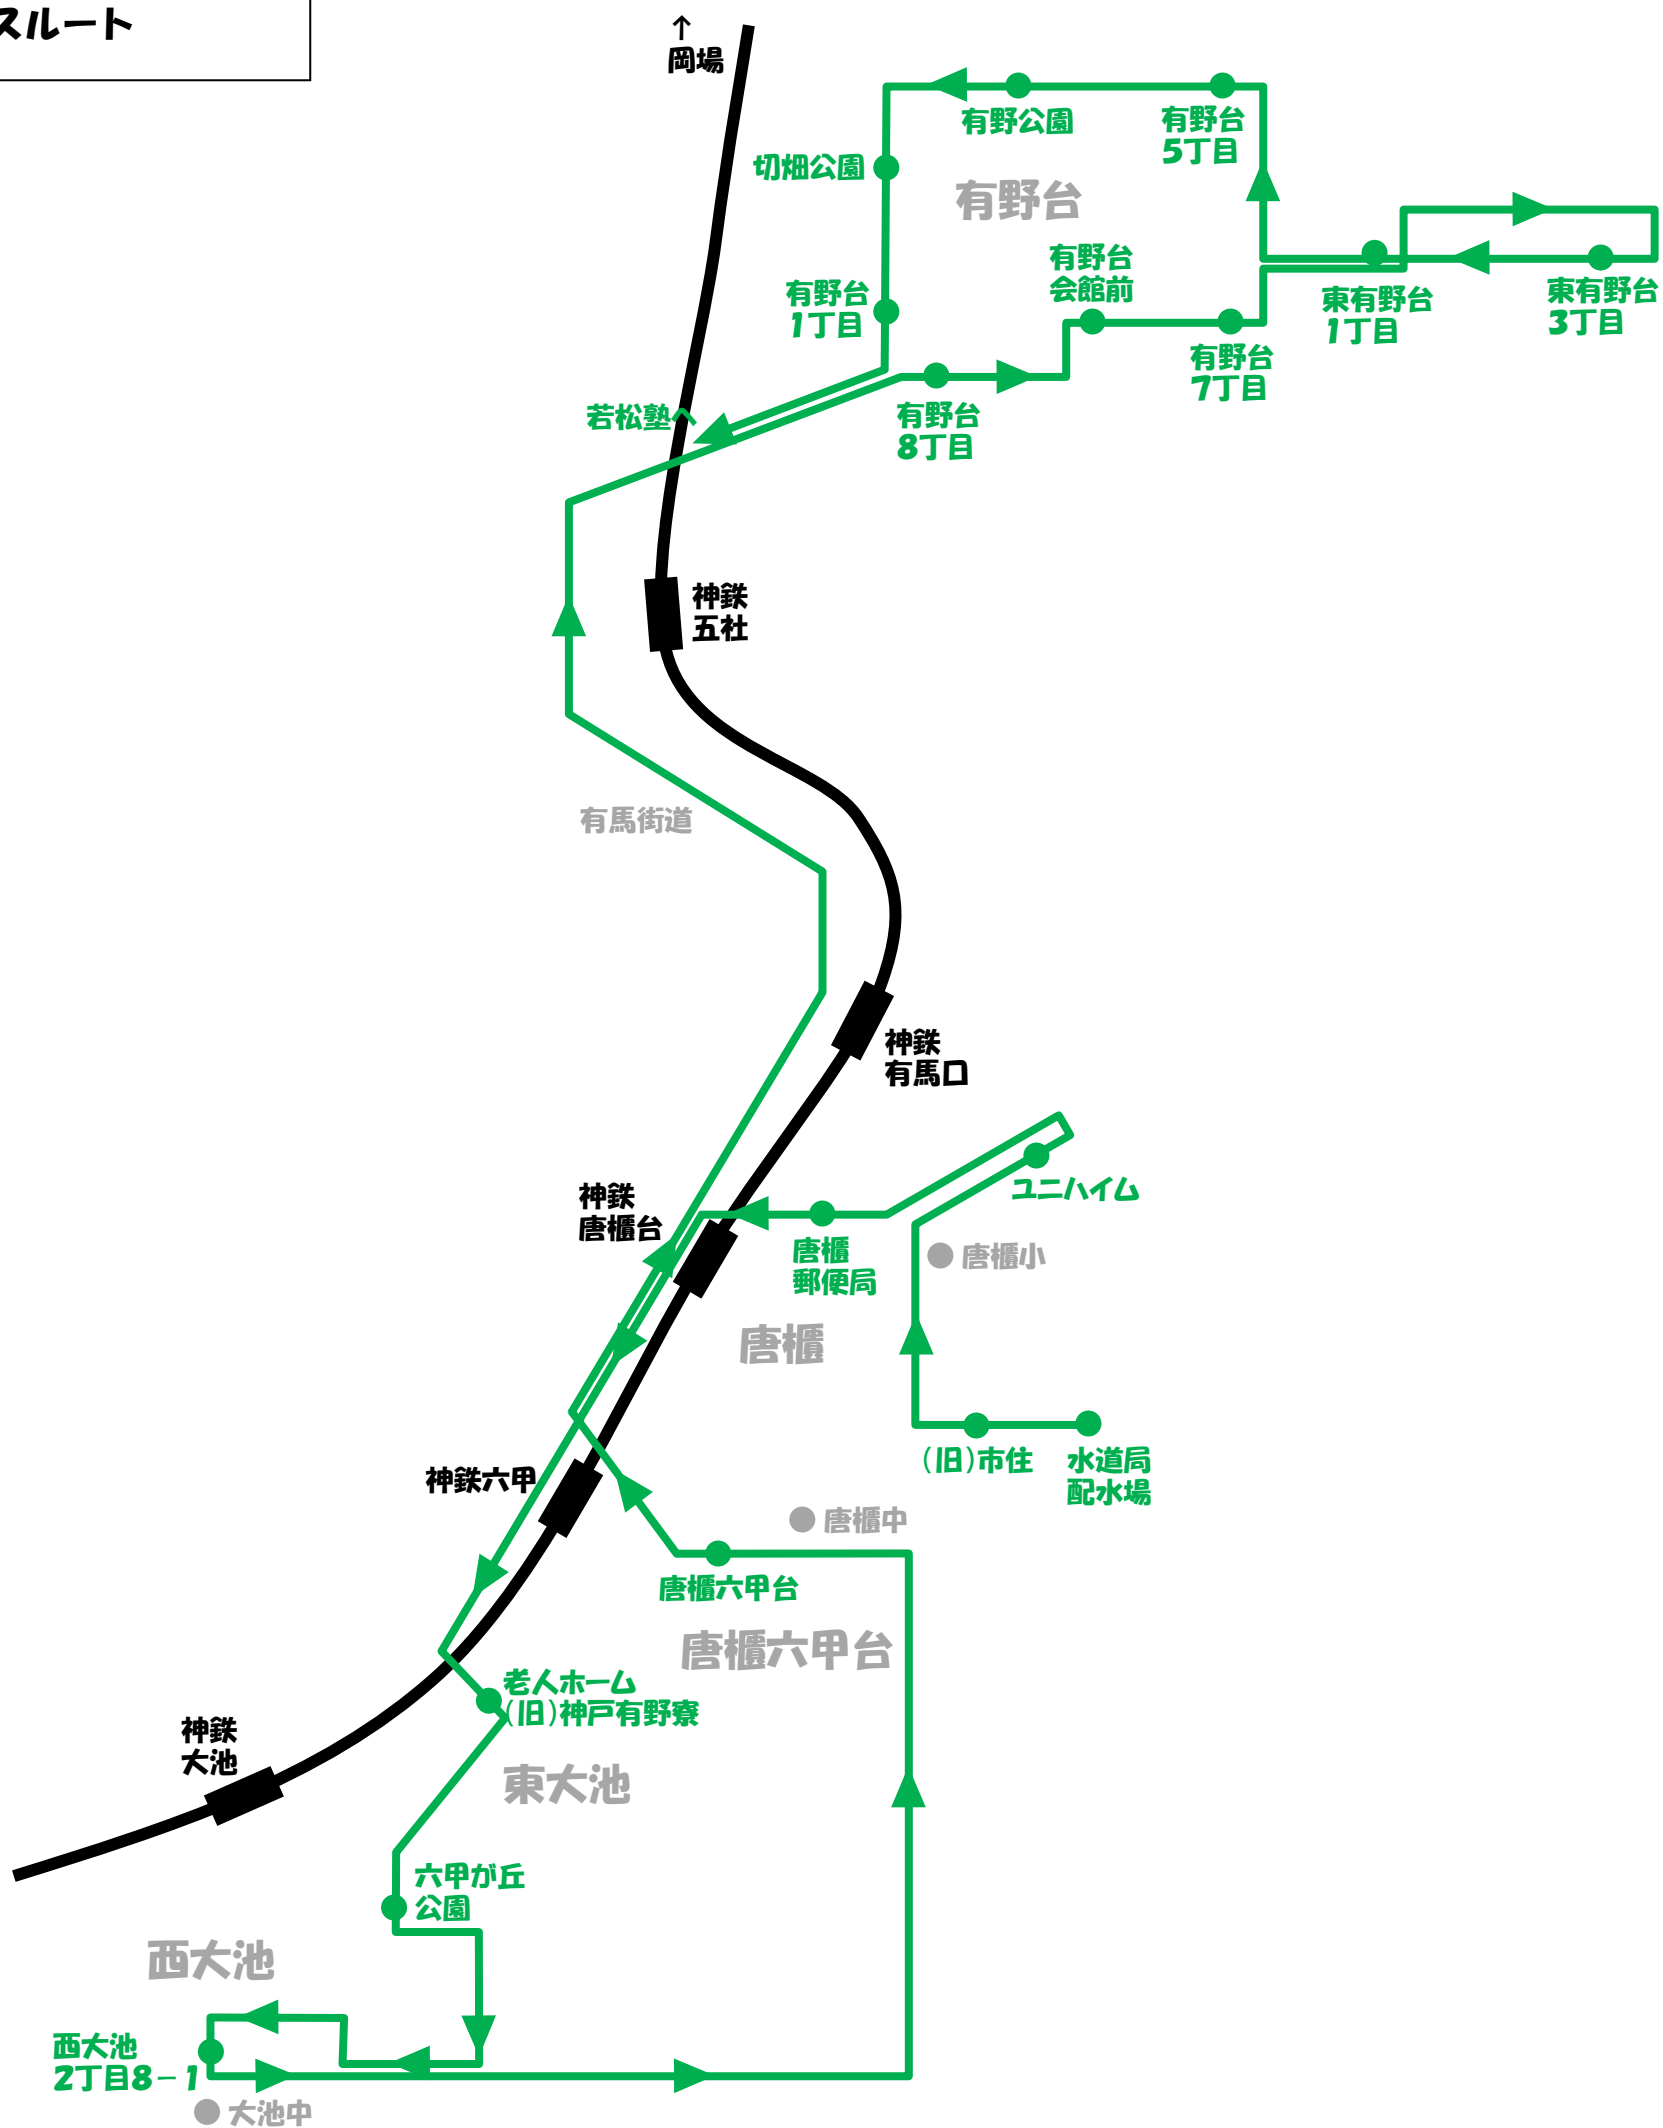 スルート
↑
岡場
有野公園
有野台
5丁目
切畑公園
有野台
有野台
会館前
有野台
1丁目
東有野台
1丁目
東有野台
3丁目
有野台
7丁目
若松塾へ
有野台
8丁目
神鉄
五社
有馬街道
神鉄
有馬口
神鉄
唐櫃台
ユニハイム
唐櫃
郵便局
唐櫃小
唐櫃
(旧)市住
水道局
配水場
神鉄六甲
唐櫃中
唐櫃六甲台
唐櫃六甲台
老人ホーム
(旧)神戸有野寮
神鉄
大池
東大池
六甲が丘
公園
西大池
西大池
2丁目8－1
大池中